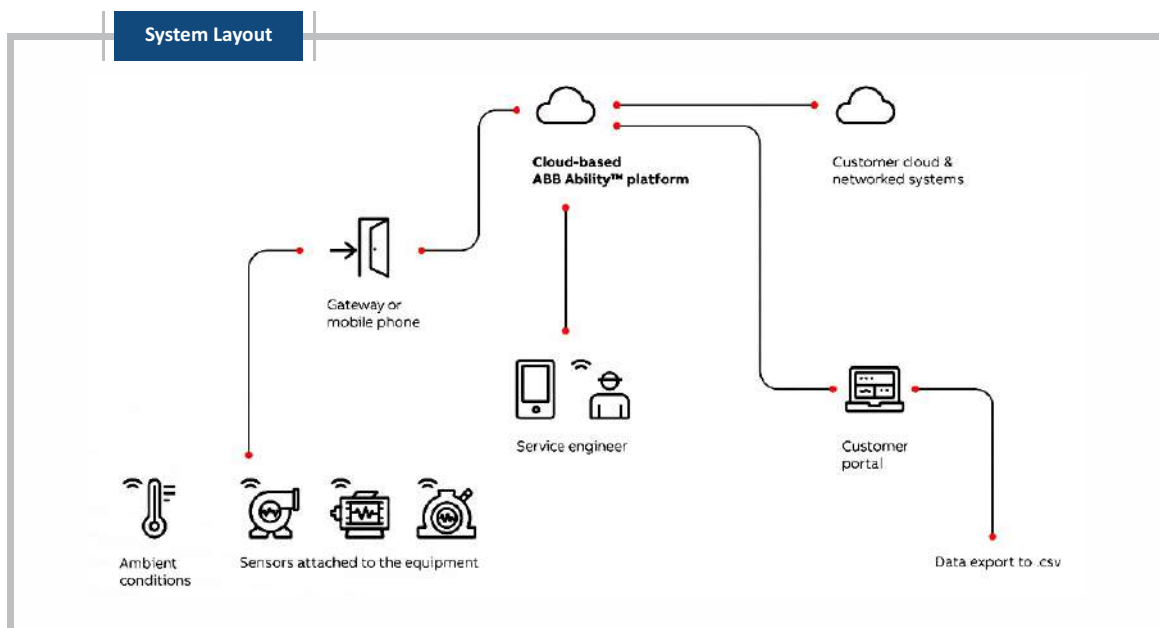 System Layout
Cloud-based
ABB Ability™ platform
Customer cloud &
networked systems
Gateway or
mobile phone
Service engineer
Customer
portal
Ambient
conditions
Sensors attached to the equipment
Data export to .csv